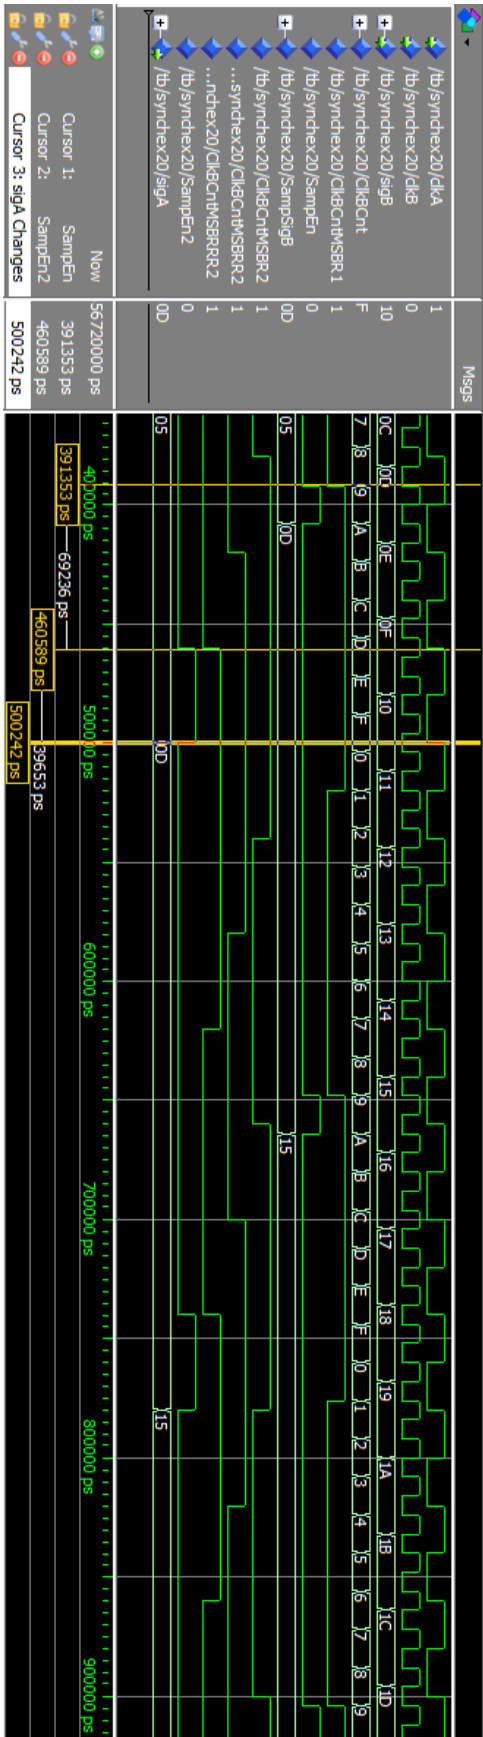 Msgs
/tb/synchex20/clkA 1
/tb/synchex20/clkB 0
/tb/synchex20/sigB 10 0C 0D 0E 0F 10 11 12 13 14 15 16 17 18 19 1A 1B 1C 1D
/tb/synchex20/ClkBCnt F 7 8 9 A B C D E F 0 1 2 3 4 5 6 7 8 9 A B C D E F 0 1 2 3 4 5 6 7 8 9
/tb/synchex20/ClkBCntMSBR1 1
/tb/synchex20/SampEn 0
/tb/synchex20/SampSigB 0D 05 0D 15
/tb/synchex20/ClkBCntMSBR2 1
...synchex20/ClkBCntMSBRR2 1
...nchex20/ClkBCntMSBRRR2 1
/tb/synchex20/SampEn2 0
/tb/synchex20/sigA 0D 05 0D 15
Now 56720000 ps 400000 ps 500000 ps 600000 ps 700000 ps 800000 ps 900000 ps
Cursor 1: SampEn 391353 ps 391353 ps 69236 ps
Cursor 2: SampEn2 460589 ps 460589 ps 39653 ps
Cursor 3: sigA Changes 500242 ps 500242 ps